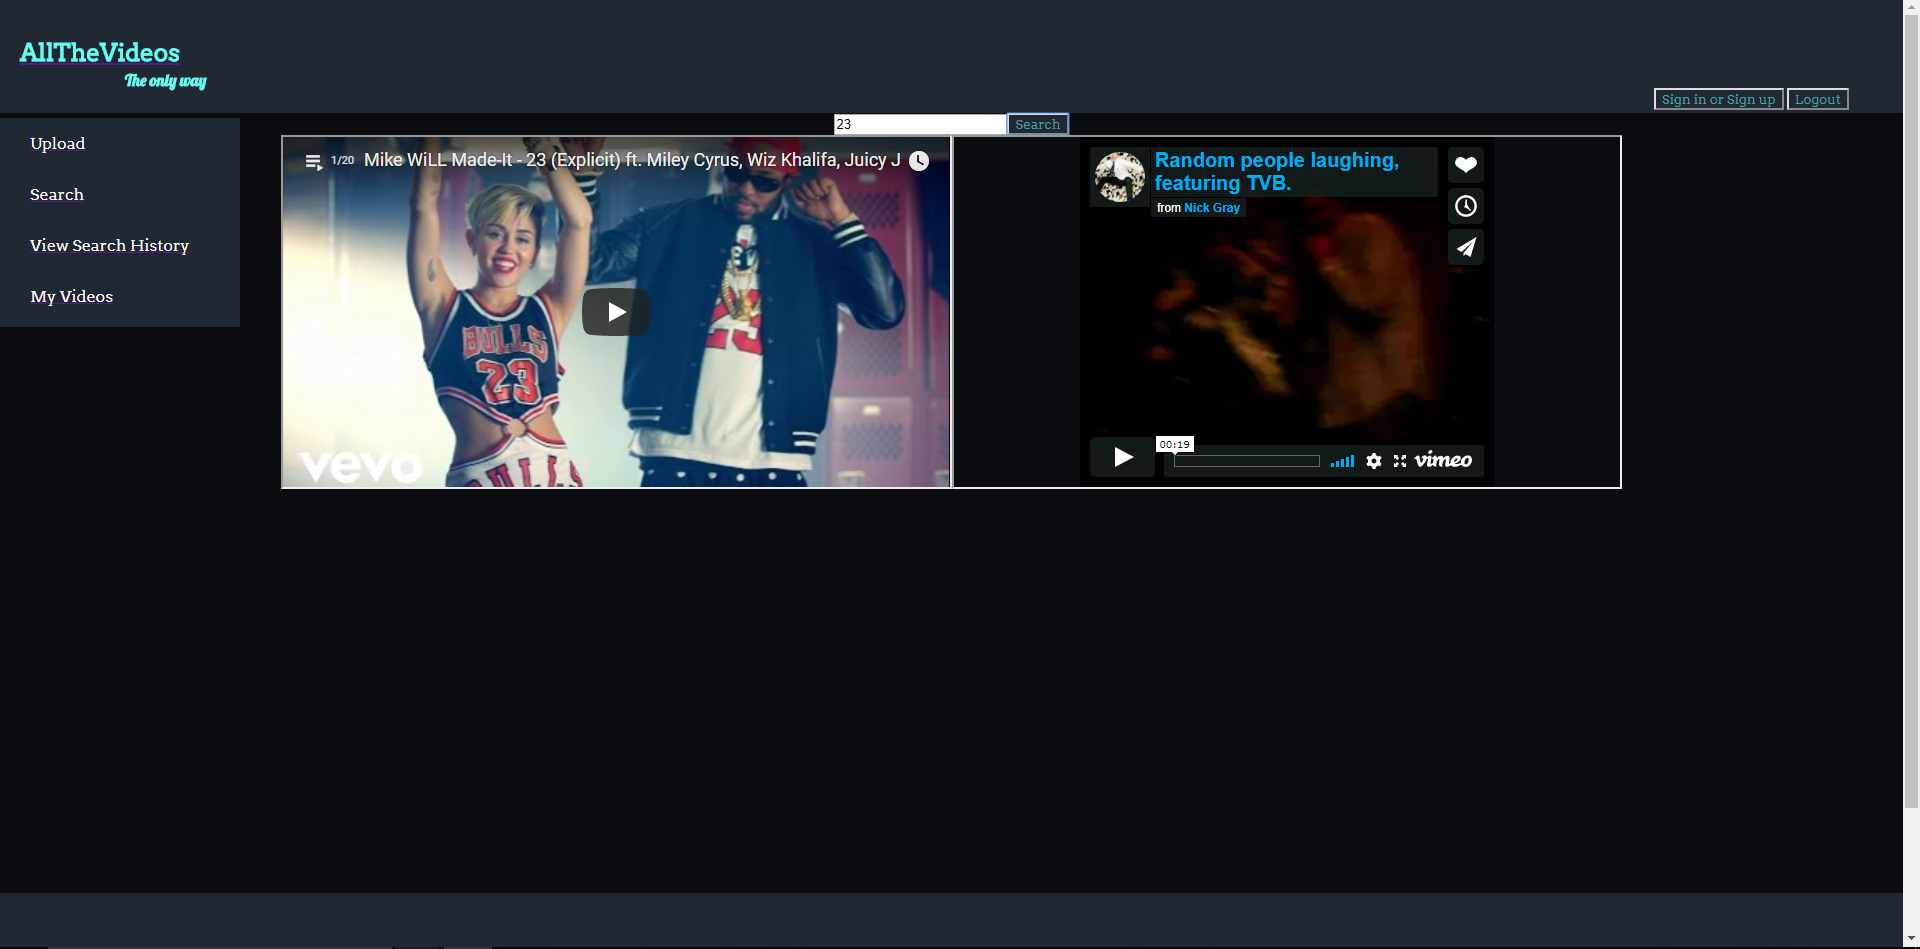 AllTheVideos
The only way
Sign in or Sign up
Logout
23
Search
Upload
Search
View Search History
My Videos
1/20
Mike WiLL Made-It - 23 (Explicit) ft. Miley Cyrus, Wiz Khalifa, Juicy J
BULLS
23
23
vevo
Random people laughing,
featuring TVB.
from Nick Gray
00:19
vimeo